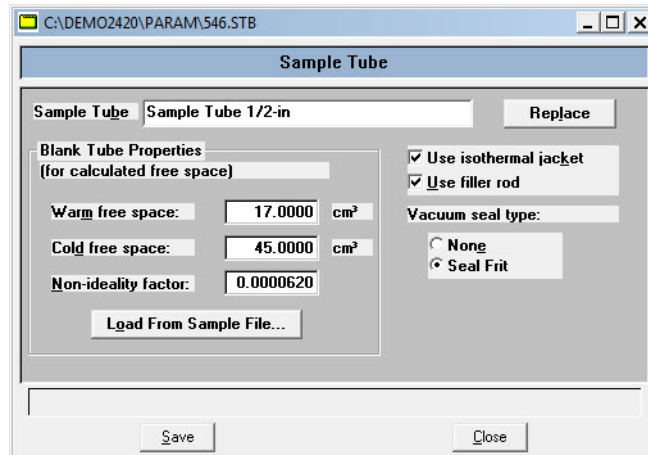 C:\DEMO2420\PARAM\546.STB
Sample Tube
Sample Tube Sample Tube 1/2-in Replace
Blank Tube Properties
(for calculated free space)
Warm free space: 17.0000 cm³
Cold free space: 45.0000 cm³
Non-ideality factor: 0.0000620
Load From Sample File...
Use isothermal jacket
Use filler rod
Vacuum seal type:
None
Seal Frit
Save Close